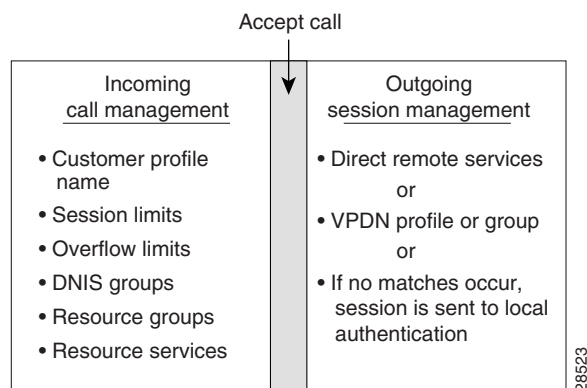 Accept call
Incoming
call management
• Customer profile
name
• Session limits
• Overflow limits
• DNIS groups
• Resource groups
• Resource services
Outgoing
session management
• Direct remote services
or
• VPDN profile or group
or
• If no matches occur,
session is sent to local
authentication
28523